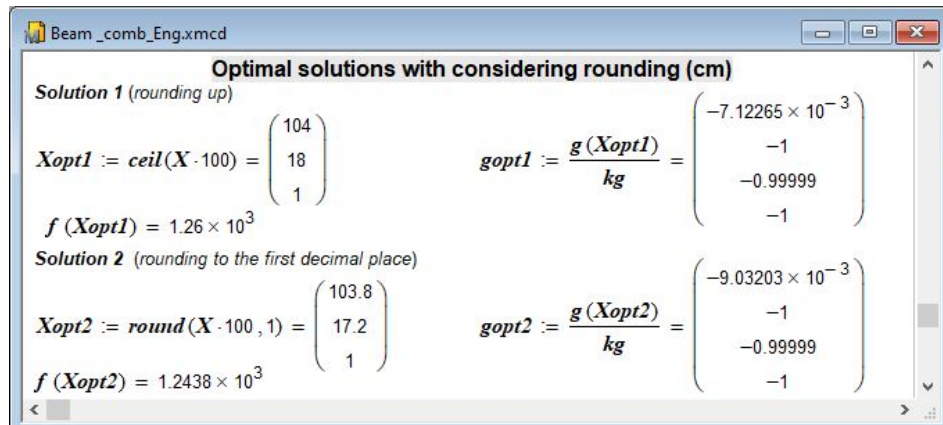 Beam _comb_Eng.xmcd
Optimal solutions with considering rounding (cm)
Solution 1 (rounding up)
Xopt1 := ceil(X · 100) = ( 104 18 1 )
gopt1 := g(Xopt1) / kg = ( −7.12265 × 10^−3 −1 −0.99999 −1 )
f (Xopt1) = 1.26 × 10^3
Solution 2 (rounding to the first decimal place)
Xopt2 := round(X · 100 , 1) = ( 103.8 17.2 1 )
gopt2 := g(Xopt2) / kg = ( −9.03203 × 10^−3 −1 −0.99999 −1 )
f (Xopt2) = 1.2438 × 10^3